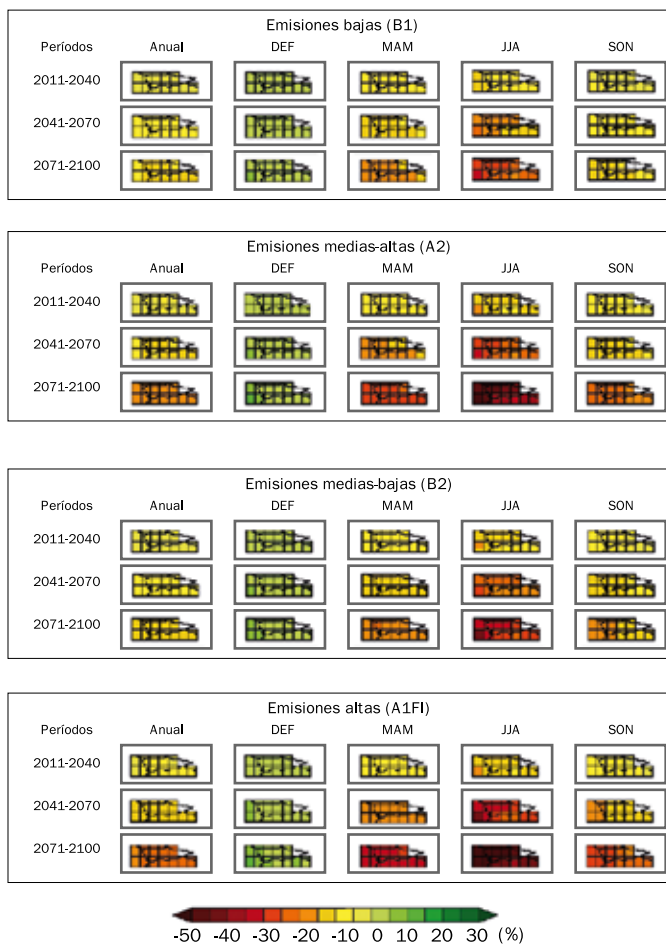 Emisiones bajas (B1)
Períodos Anual DEF MAM JJA SON
2011-2040
2041-2070
2071-2100
Emisiones medias-altas (A2)
Períodos Anual DEF MAM JJA SON
2011-2040
2041-2070
2071-2100
Emisiones medias-bajas (B2)
Períodos Anual DEF MAM JJA SON
2011-2040
2041-2070
2071-2100
Emisiones altas (A1FI)
Períodos Anual DEF MAM JJA SON
2011-2040
2041-2070
2071-2100
-50 -40 -30 -20 -10 0 10 20 30 (%)